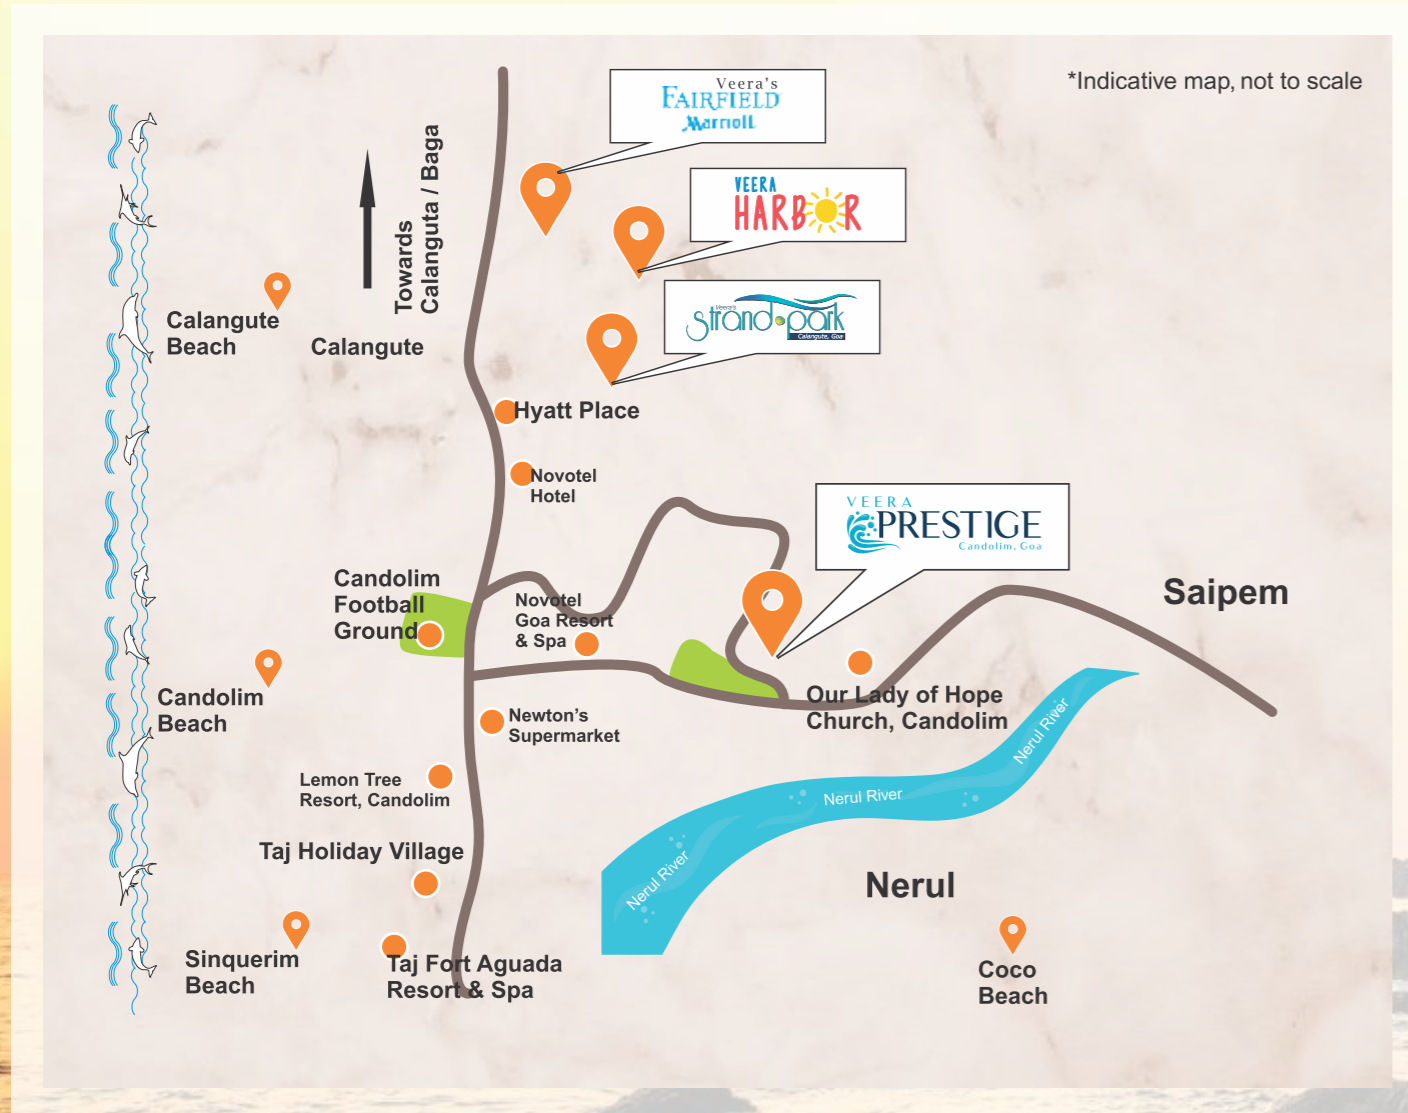 *Indicative map, not to scale
Veera's
FAIRFIELD
Marriott
VEERA
HARBOR
Veera's
Strand park
Calangute, Goa
Towards
Calanguta / Baga
Calangute
Beach
Calangute
Hyatt Place
Novotel
Hotel
VEERA
PRESTIGE
Candolim, Goa
Candolim
Football
Ground
Novotel
Goa Resort
& Spa
Saipem
Candolim
Beach
Our Lady of Hope
Church, Candolim
Newton’s
Supermarket
Nerul River
Lemon Tree
Resort, Candolim
Nerul River
Taj Holiday Village
Nerul River
Nerul
Sinquerim
Beach
Taj Fort Aguada
Resort & Spa
Coco
Beach